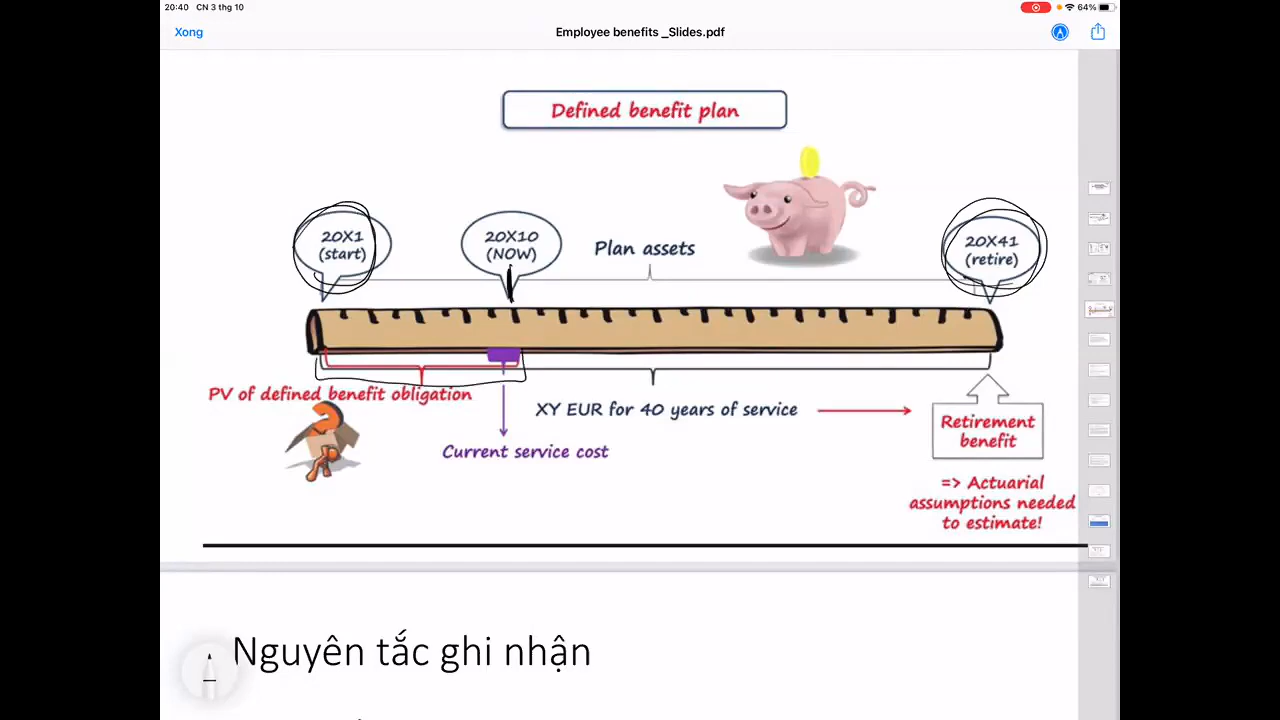 20:40 CN 3 thg 10
64%
Xong
Employee benefits _Slides.pdf
Defined benefit plan
20X1
(start)
20X10
(NOW)
Plan assets
20X41
(retire)
PV of defined benefit obligation
XY EUR for 40 years of service
Retirement
benefit
Current service cost
=> Actuarial
assumptions needed
to estimate!
Nguyên tắc ghi nhận